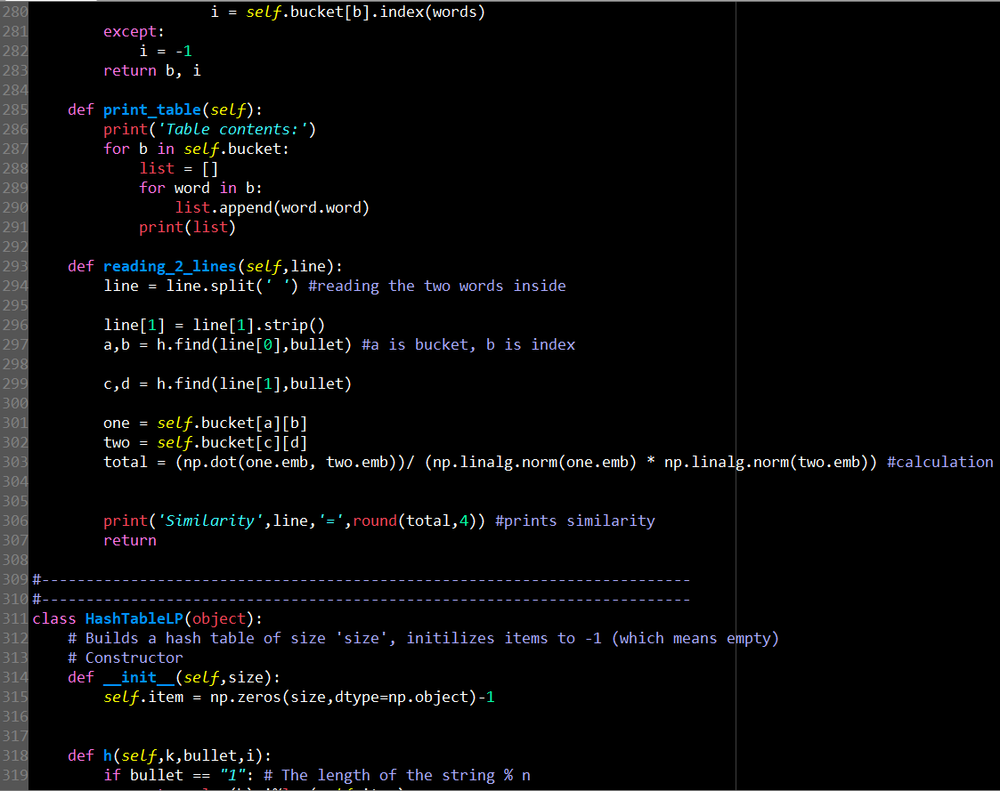 280 i = self.bucket[b].index(words)
281 except:
282 i = -1
283 return b, i
284
285 def print_table(self):
286 print('Table contents:')
287 for b in self.bucket:
288 list = []
289 for word in b:
290 list.append(word.word)
291 print(list)
292
293 def reading_2_lines(self,line):
294 line = line.split(' ') #reading the two words inside
295
296 line[1] = line[1].strip()
297 a,b = h.find(line[0],bullet) #a is bucket, b is index
298
299 c,d = h.find(line[1],bullet)
300
301 one = self.bucket[a][b]
302 two = self.bucket[c][d]
303 total = (np.dot(one.emb, two.emb))/ (np.linalg.norm(one.emb) * np.linalg.norm(two.emb)) #calculation
304
305
306 print('Similarity',line,'=',round(total,4)) #prints similarity
307 return
308
309 #-------------------------------------------------------------------------
310 #-------------------------------------------------------------------------
311 class HashTableLP(object):
312 # Builds a hash table of size 'size', initilizes items to -1 (which means empty)
313 # Constructor
314 def __init__(self,size):
315 self.item = np.zeros(size,dtype=np.object)-1
316
317
318 def h(self,k,bullet,i):
319 if bullet == "1": # The length of the string % n